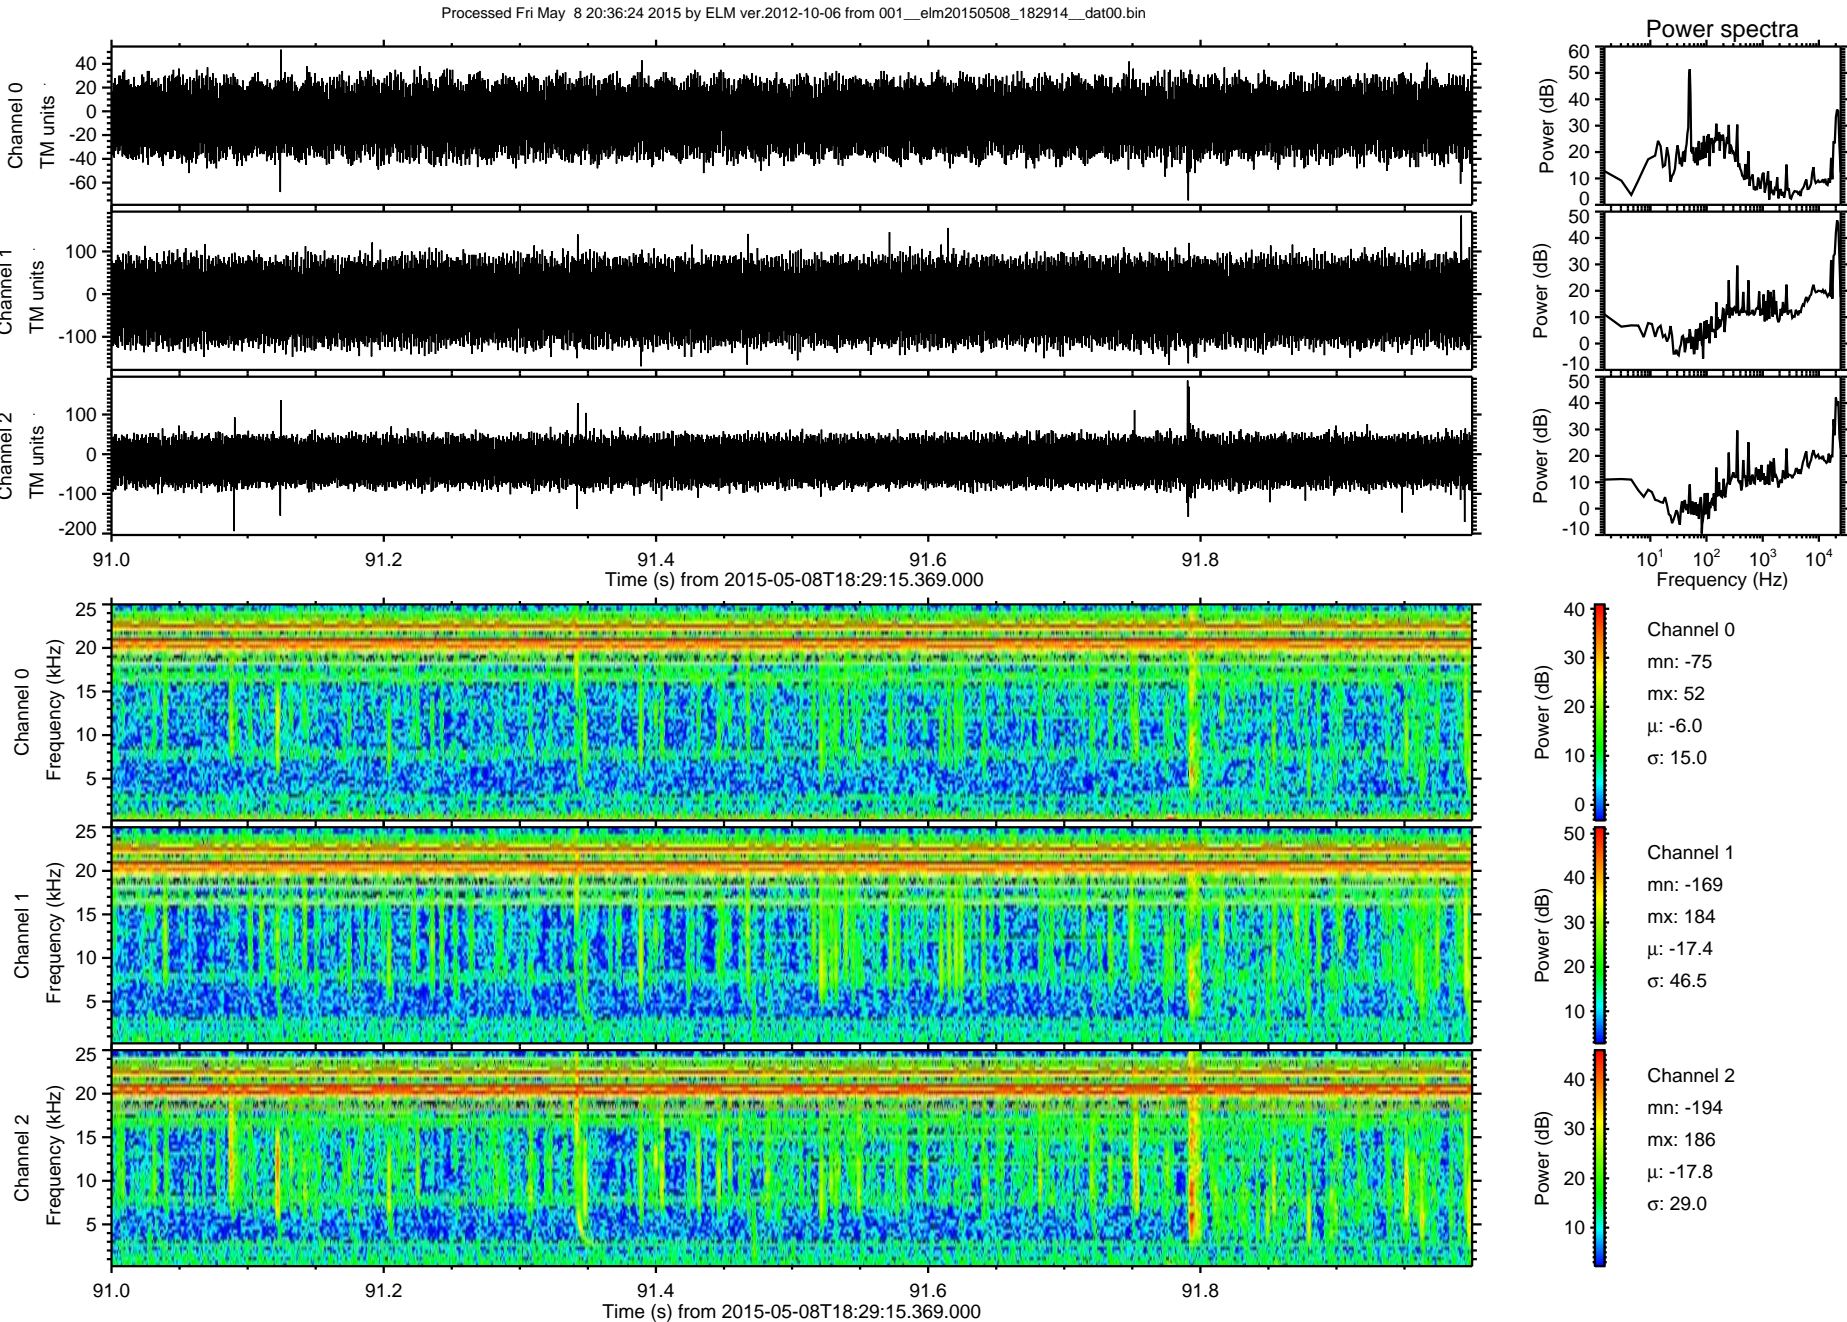 Processed Fri May 8 20:36:24 2015 by ELM ver.2012-10-06 from 001__elm20150508_182914__dat00.bin
Power spectra
Channel 0
TM units
40
20
0
-20
-40
-60
Power (dB)
60
50
40
30
20
10
0
Channel 1
TM units
100
0
-100
Power (dB)
50
40
30
20
10
0
-10
Channel 2
TM units
100
0
-100
-200
Power (dB)
50
40
30
20
10
0
-10
91.0 91.2 91.4 91.6 91.8
Time (s) from 2015-05-08T18:29:15.369.000
10¹ 10² 10³ 10⁴
Frequency (Hz)
Channel 0
Frequency (kHz)
25
20
15
10
5
Power (dB)
40
30
20
10
0
Channel 0
mn: -75
mx: 52
µ: -6.0
σ: 15.0
Channel 1
Frequency (kHz)
25
20
15
10
5
Power (dB)
50
40
30
20
10
Channel 1
mn: -169
mx: 184
µ: -17.4
σ: 46.5
Channel 2
Frequency (kHz)
25
20
15
10
5
Power (dB)
40
30
20
10
Channel 2
mn: -194
mx: 186
µ: -17.8
σ: 29.0
91.0 91.2 91.4 91.6 91.8
Time (s) from 2015-05-08T18:29:15.369.000